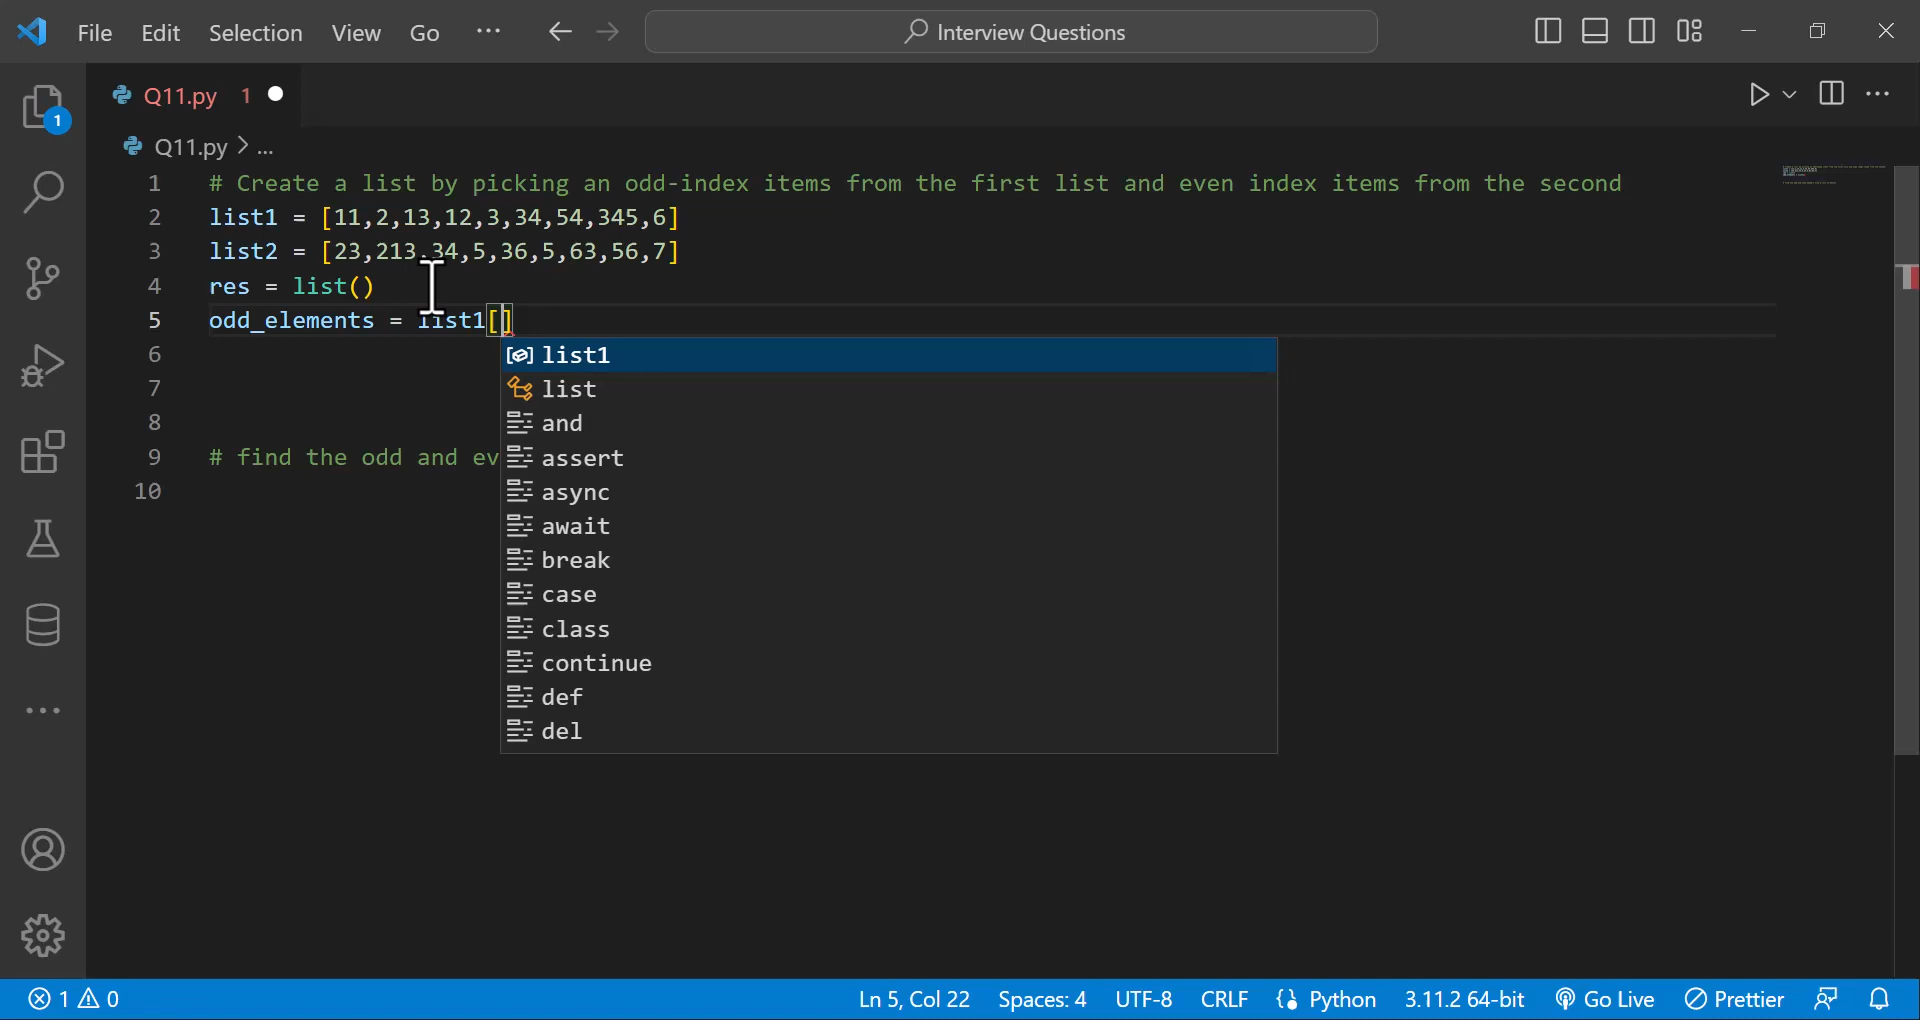 File Edit Selection View Go ··· Interview Questions
Q11.py 1
1
Q11.py > ...
1 # Create a list by picking an odd-index items from the first list and even index items from the second
2 list1 = [11,2,13,12,3,34,54,345,6]
3 list2 = [23,213,34,5,36,5,63,56,7]
4 res = list()
5 odd_elements = list1[]
6 list1
7 list
8 and
9 # find the odd and ev assert
10 async
await
break
case
class
continue
def
del
1 0 Ln 5, Col 22 Spaces: 4 UTF-8 CRLF Python 3.11.2 64-bit Go Live Prettier